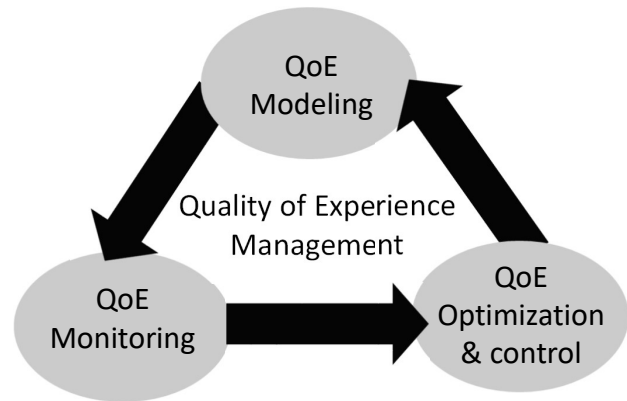 QoE
Modeling
Quality of Experience
Management
QoE
Monitoring
QoE
Optimization
& control